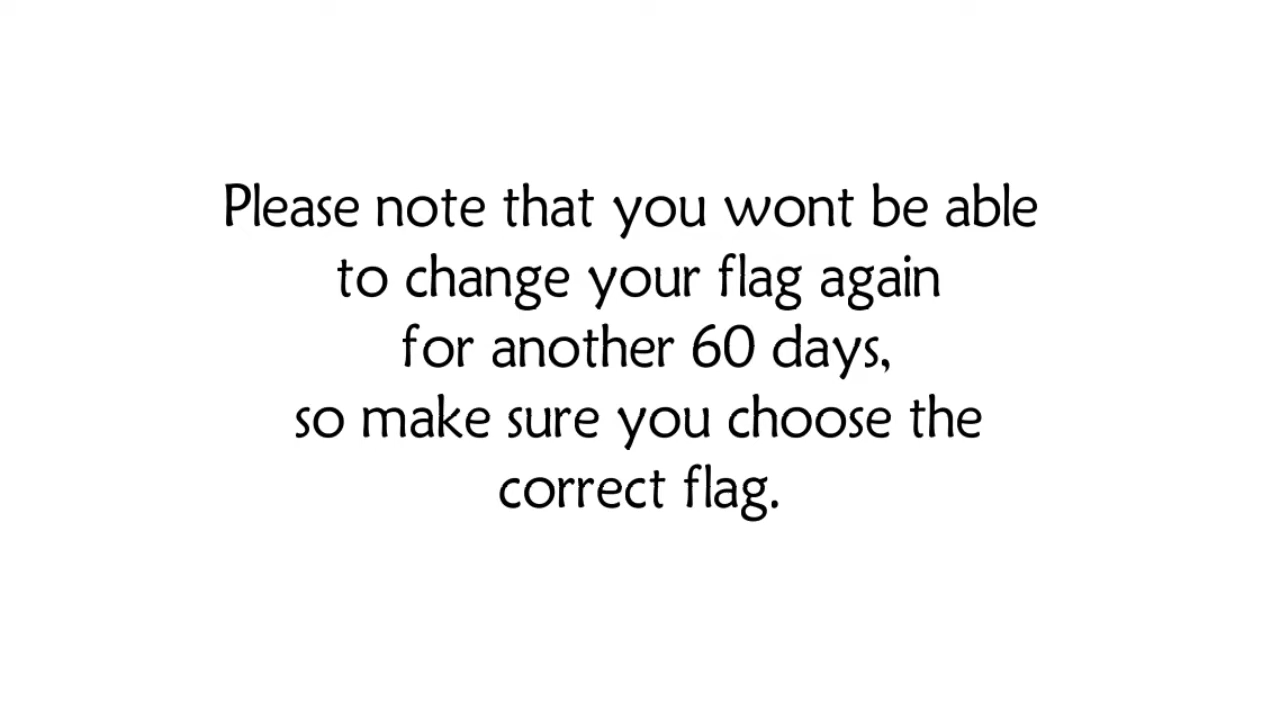 Please note that you wont be able
to change your flag again
for another 60 days,
so make sure you choose the
correct flag.